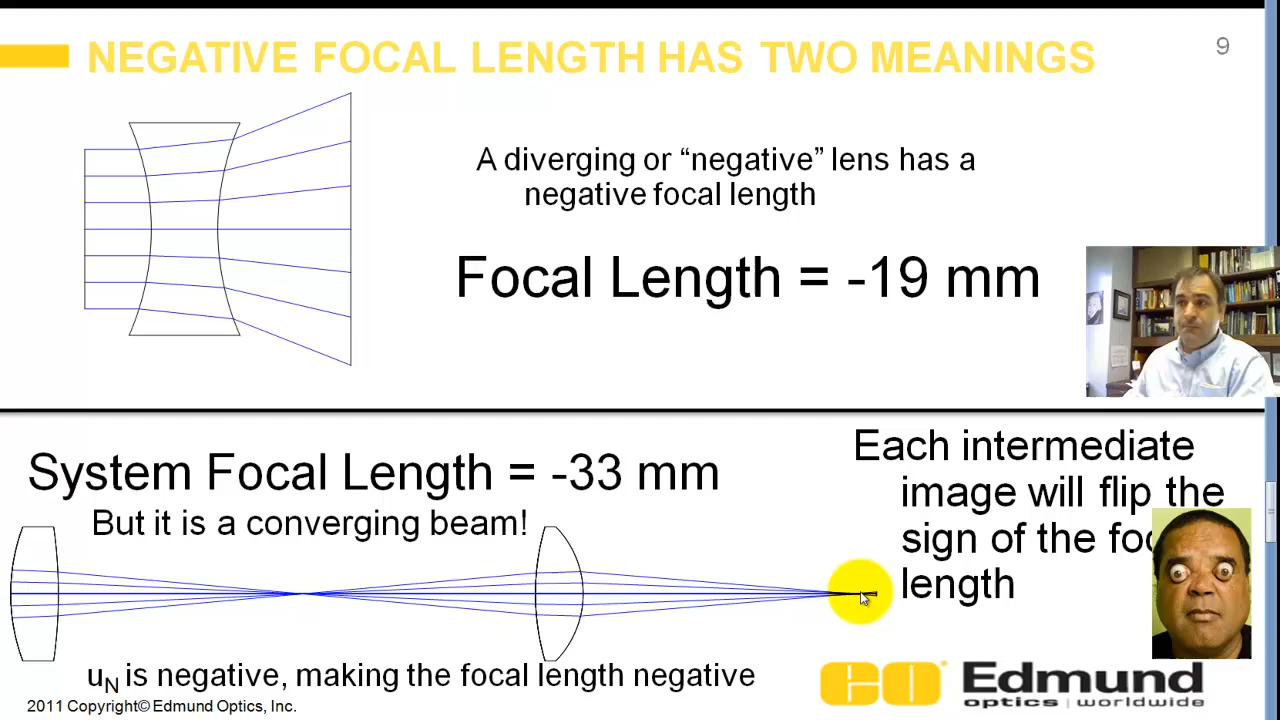 NEGATIVE FOCAL LENGTH HAS TWO MEANINGS
9
A diverging or “negative” lens has a
negative focal length
Focal Length = -19 mm
System Focal Length = -33 mm
But it is a converging beam!
Each intermediate
image will flip the
sign of the
length
uN is negative, making the focal length negative
2011 Copyright© Edmund Optics, Inc.
EO Edmund
optics | worldwide